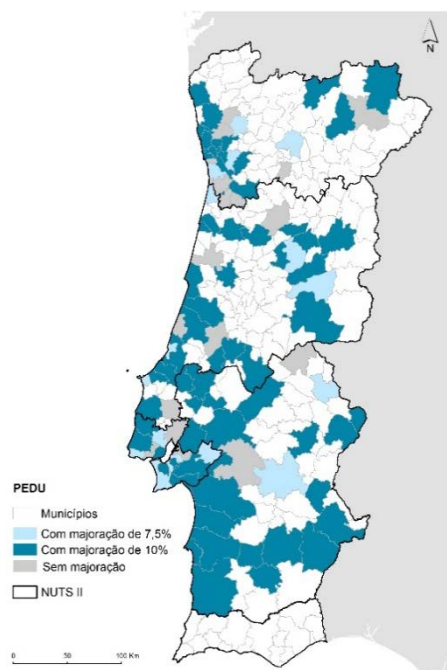 N
PEDU
Municípios
Com majoração de 7,5%
Com majoração de 10%
Sem majoração
NUTS II
0 50 100 Km